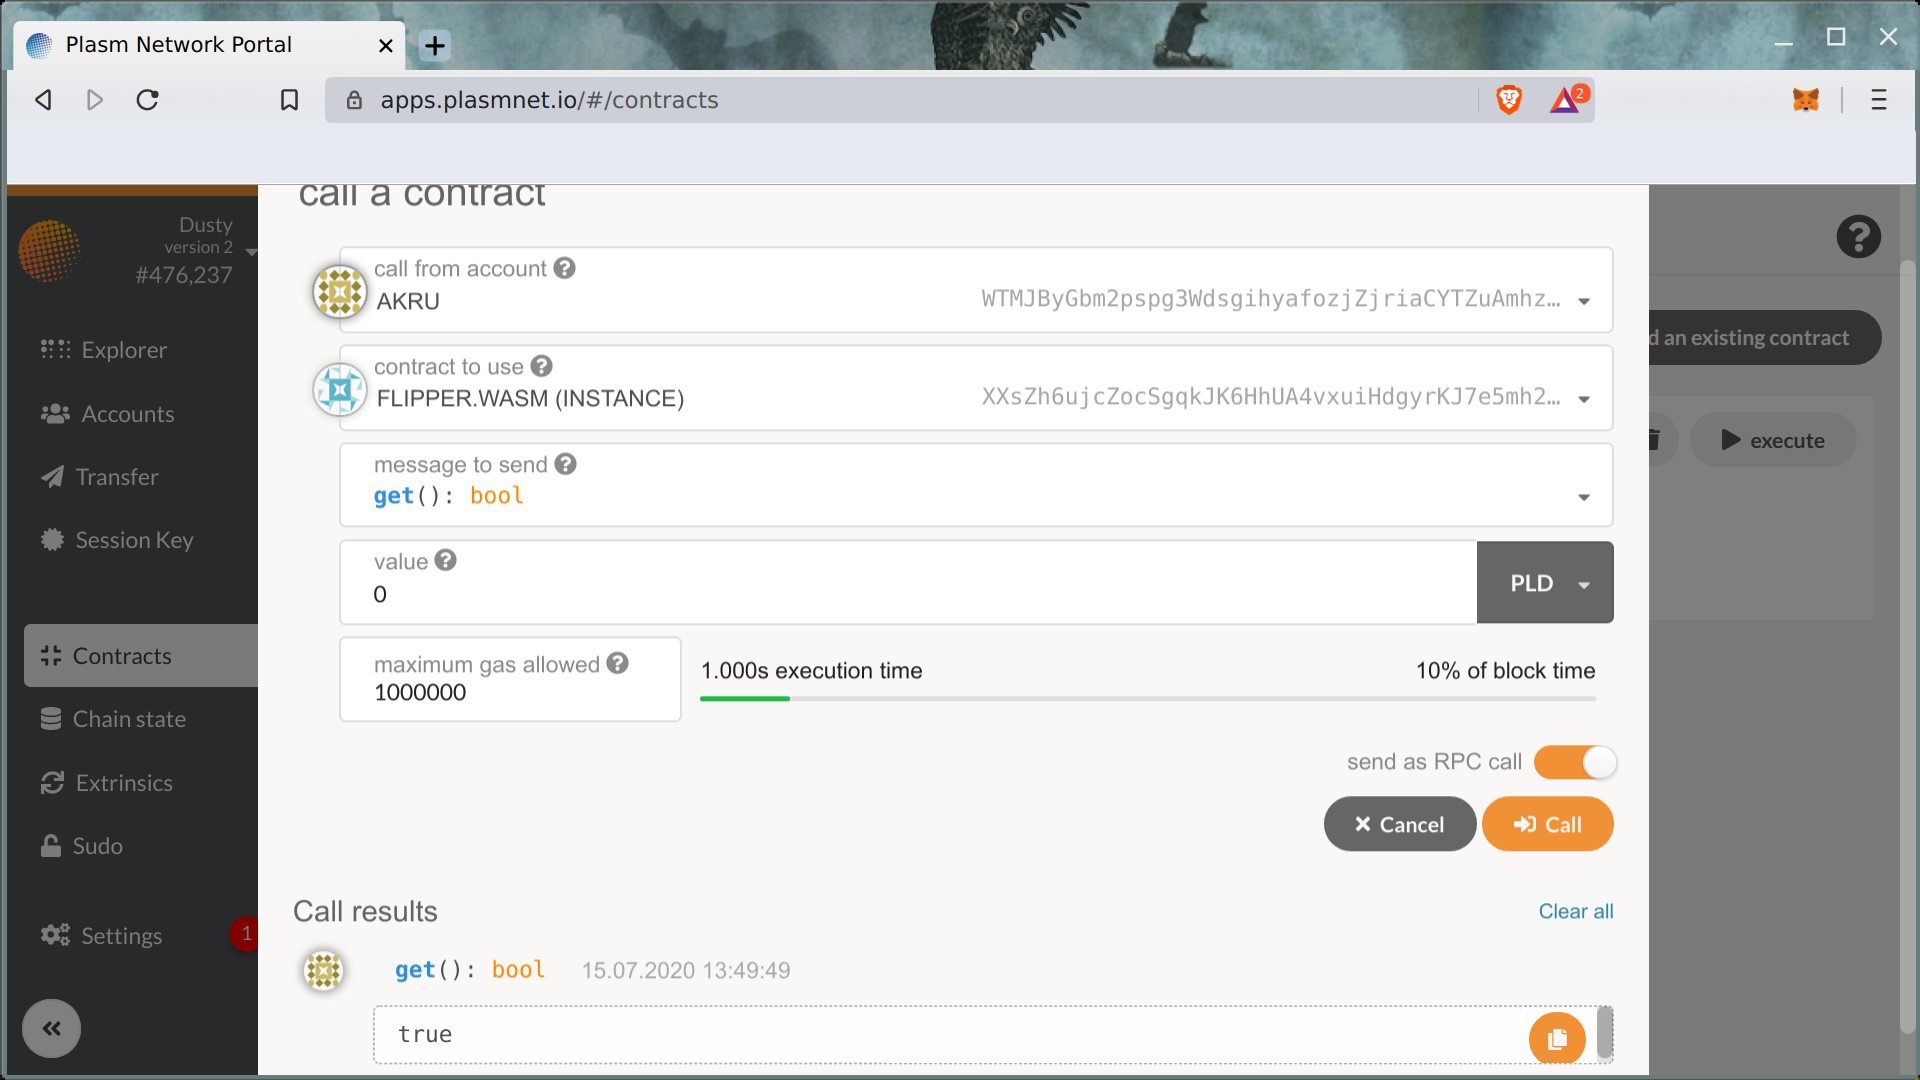 Plasm Network Portal
apps.plasmnet.io/#/contracts
2
call a contract
Dusty
version 2
#476,237
call from account
AKRU
WTMJByGbm2pspg3WdsgihyafozjZjriaCYTZuAmhz…
contract to use
FLIPPER.WASM (INSTANCE)
XXsZh6ujcZocSgqkJK6HhUA4vxuiHdgyrKJ7e5mh2…
message to send
get(): bool
value
0
PLD
maximum gas allowed
1000000
1.000s execution time
10% of block time
send as RPC call
Cancel
Call
Call results
Clear all
get(): bool
15.07.2020 13:49:49
true
Explorer
Accounts
Transfer
Session Key
Contracts
Chain state
Extrinsics
Sudo
Settings
1
d an existing contract
execute